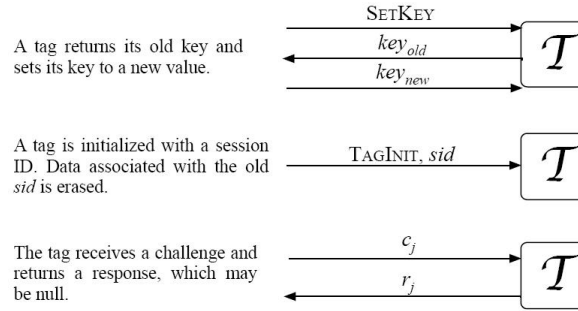 SETKEY
A tag returns its old key and
sets its key to a new value.
key_old
key_new
𝒯
A tag is initialized with a session
ID. Data associated with the old
sid is erased.
TAGINIT, sid
𝒯
The tag receives a challenge and
returns a response, which may
be null.
c_j
r_j
𝒯